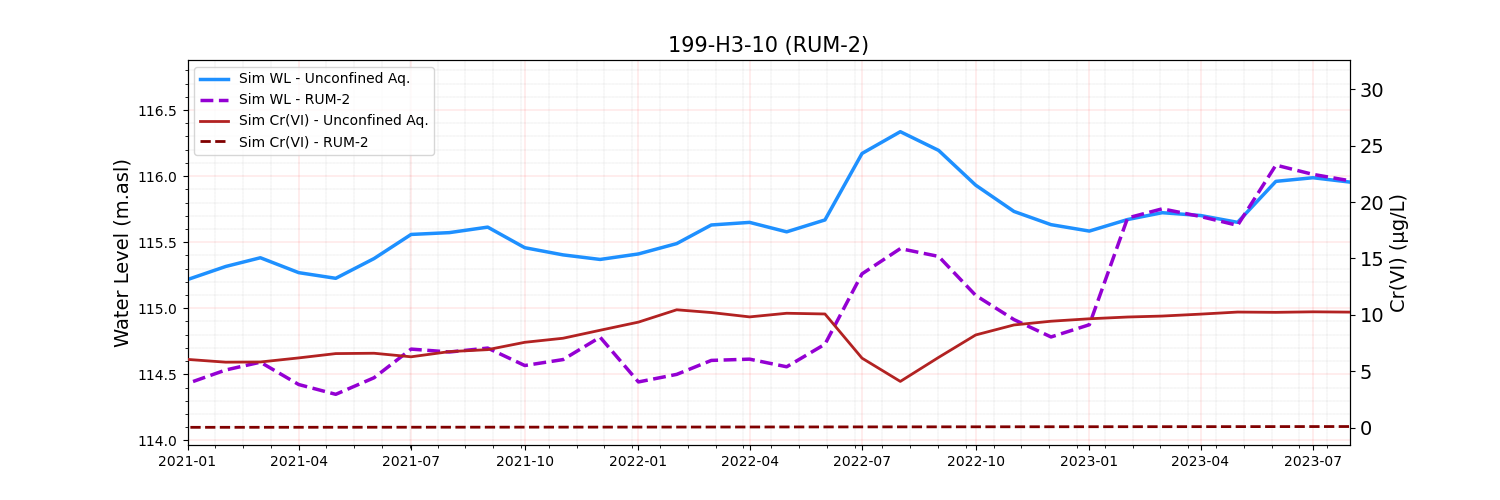 199-H3-10 (RUM-2)
Sim WL - Unconfined Aq.
Sim WL - RUM-2
Sim Cr(VI) - Unconfined Aq.
Sim Cr(VI) - RUM-2
Water Level (m.asl)
116.5
116.0
115.5
115.0
114.5
114.0
30
25
20
15
10
5
0
Cr(VI) (μg/L)
2021-01 2021-04 2021-07 2021-10 2022-01 2022-04 2022-07 2022-10 2023-01 2023-04 2023-07